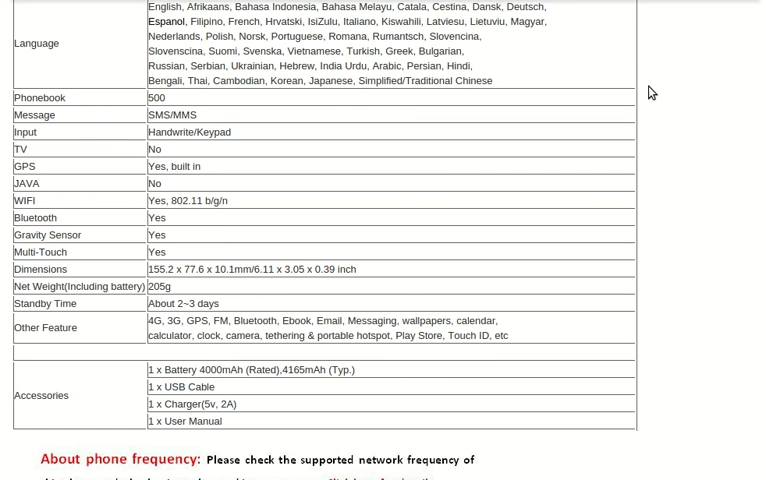 English, Afrikaans, Bahasa Indonesia, Bahasa Melayu, Catala, Cestina, Dansk, Deutsch,
Espanol, Filipino, French, Hrvatski, IsiZulu, Italiano, Kiswahili, Latviesu, Lietuviu, Magyar,
Language
Nederlands, Polish, Norsk, Portuguese, Romana, Rumantsch, Slovencina,
Slovenscina, Suomi, Svenska, Vietnamese, Turkish, Greek, Bulgarian,
Russian, Serbian, Ukrainian, Hebrew, India Urdu, Arabic, Persian, Hindi,
Bengali, Thai, Cambodian, Korean, Japanese, Simplified/Traditional Chinese
Phonebook 500
Message SMS/MMS
Input Handwrite/Keypad
TV No
GPS Yes, built in
JAVA No
WIFI Yes, 802.11 b/g/n
Bluetooth Yes
Gravity Sensor Yes
Multi-Touch Yes
Dimensions 155.2 x 77.6 x 10.1mm/6.11 x 3.05 x 0.39 inch
Net Weight(Including battery) 205g
Standby Time About 2~3 days
Other Feature
4G, 3G, GPS, FM, Bluetooth, Ebook, Email, Messaging, wallpapers, calendar,
calculator, clock, camera, tethering & portable hotspot, Play Store, Touch ID, etc
Accessories
1 x Battery 4000mAh (Rated),4165mAh (Typ.)
1 x USB Cable
1 x Charger(5v, 2A)
1 x User Manual
About phone frequency: Please check the supported network frequency of